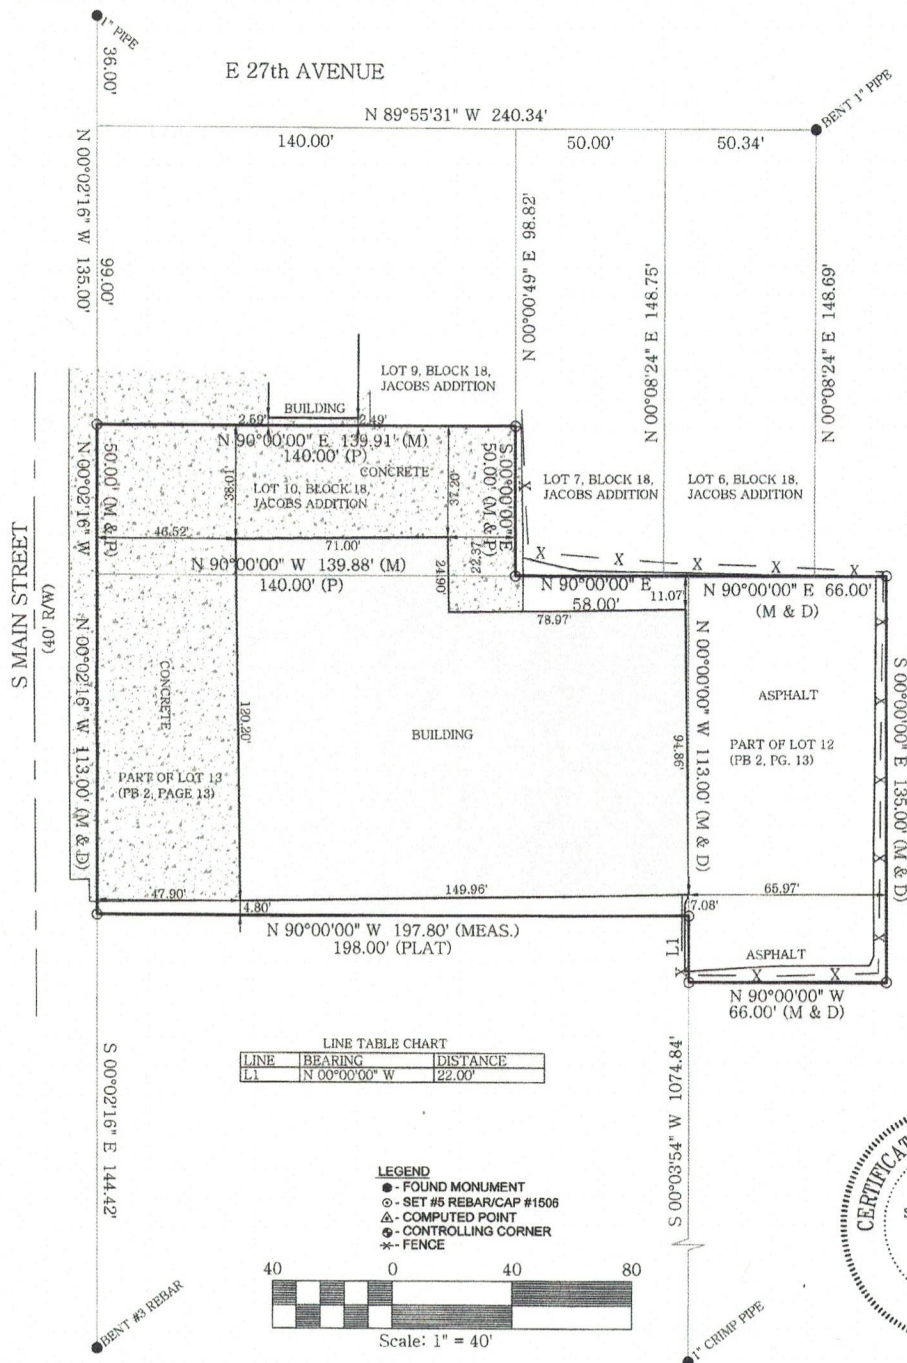 1" PIPE
36.00'
E 27th AVENUE
BENT 1" PIPE
N 89°55'31" W 240.34'
140.00'
50.00'
50.34'
N 00°02'16" W 135.00'
99.00'
N 00°00'49" E 98.82'
N 00°08'24" E 148.75'
N 00°08'24" E 148.69'
LOT 9, BLOCK 18,
JACOBS ADDITION
BUILDING
2.59'
2.49'
N 90°00'00" E 139.91' (M)
140.00' (P)
CONCRETE
LOT 10, BLOCK 18,
JACOBS ADDITION
N 00°02'16" W
50.00' (M & P)
38.01'
37.20'
S 00°00'00" E
50.00' (M & P)
LOT 7, BLOCK 18,
JACOBS ADDITION
LOT 6, BLOCK 18,
JACOBS ADDITION
46.52'
71.00'
N 90°00'00" W 139.88' (M)
140.00' (P)
24.90'
22.37'
X
X
X
X
X
X
N 90°00'00" E
58.00'
11.07'
N 90°00'00" E 66.00'
(M & D)
78.97'
S MAIN STREET
(40' R/W)
N 00°02'16" W 113.00' (M & D)
CONCRETE
PART OF LOT 13
(PB 2, PAGE 13)
120.20'
BUILDING
94.86'
N 00°00'00" W 113.00' (M & D)
ASPHALT
PART OF LOT 12
(PB 2, PG. 13)
X
X
X
X
X
S 00°00'00" E 135.00' (M & D)
47.90'
149.96'
65.97'
4.80'
7.08'
N 90°00'00" W 197.80' (MEAS.)
198.00' (PLAT)
L1
ASPHALT
X
X
X
N 90°00'00" W
66.00' (M & D)
LINE TABLE CHART
LINE BEARING DISTANCE
L1 N 00°00'00" W 22.00'
S 00°02'16" E 144.42'
S 00°03'54" W 1074.84'
LEGEND
- FOUND MONUMENT
- SET #5 REBAR/CAP #1506
- COMPUTED POINT
- CONTROLLING CORNER
-X- - FENCE
40 0 40 80
Scale: 1" = 40'
BENT #3 REBAR
1" CRIMP PIPE